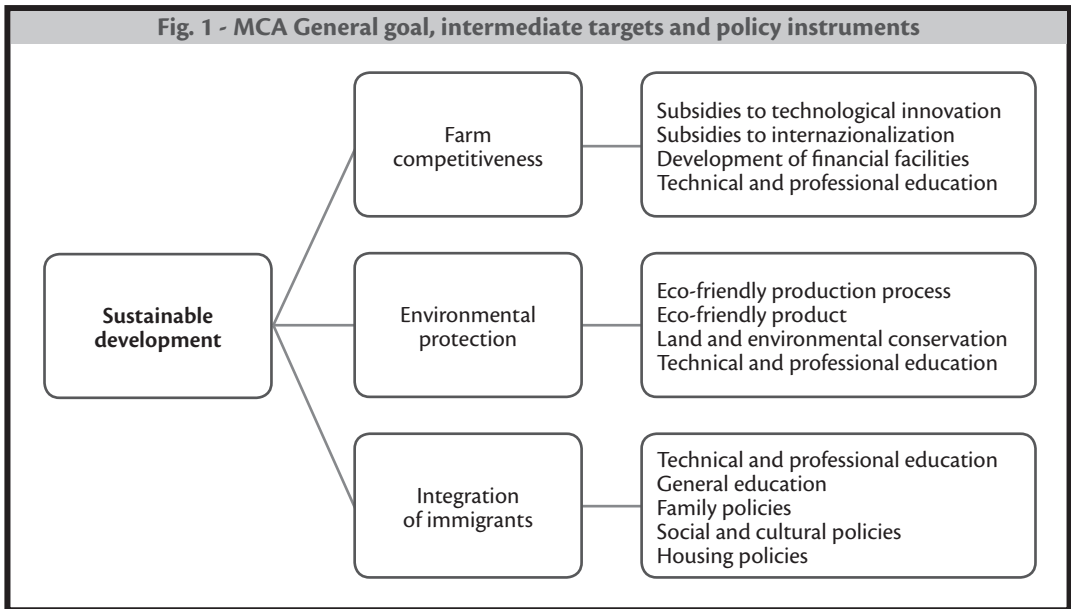 Fig. 1 - MCA General goal, intermediate targets and policy instruments
Sustainable
development
Farm
competitiveness
Subsidies to technological innovation
Subsidies to internazionalization
Development of financial facilities
Technical and professional education
Environmental
protection
Eco-friendly production process
Eco-friendly product
Land and environmental conservation
Technical and professional education
Integration
of immigrants
Technical and professional education
General education
Family policies
Social and cultural policies
Housing policies